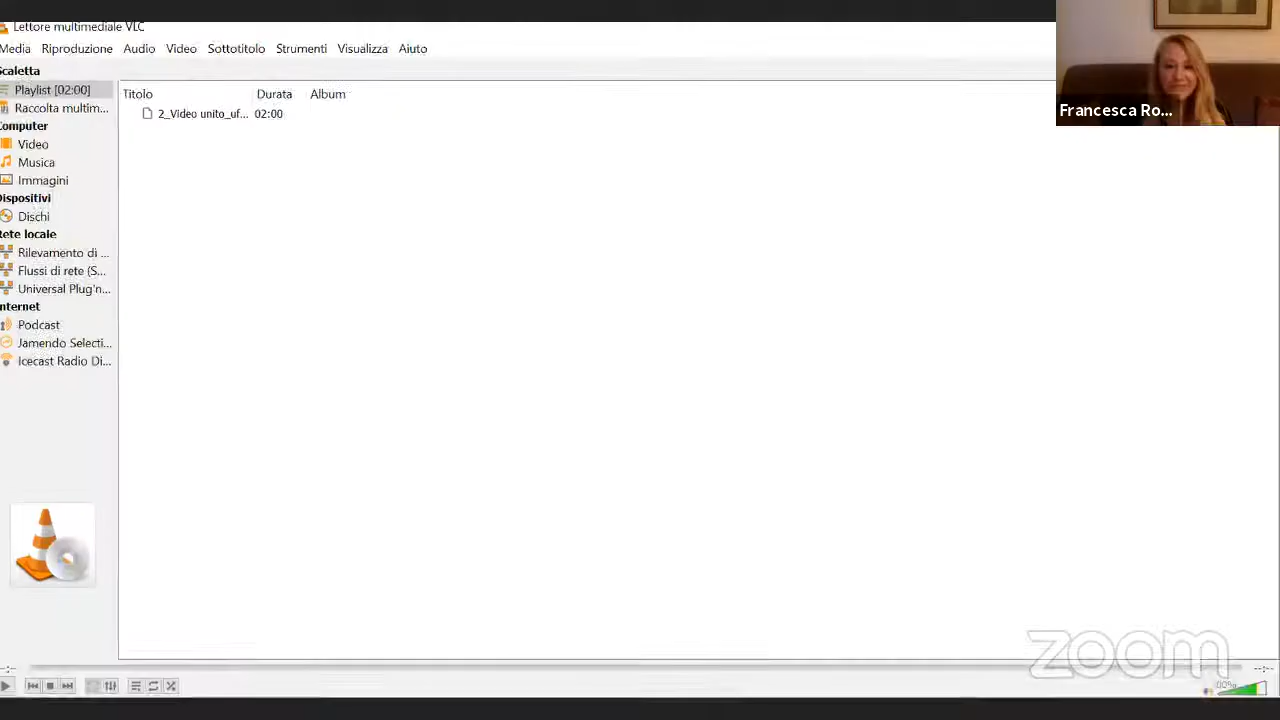 Lettore multimediale VLC
Media Riproduzione Audio Video Sottotitolo Strumenti Visualizza Aiuto
Scaletta
Playlist [02:00]
Raccolta multim...
Computer
Video
Musica
Immagini
Dispositivi
Dischi
Rete locale
Rilevamento di ...
Flussi di rete (S...
Universal Plug'n...
Internet
Podcast
Jamendo Selecti...
Icecast Radio Di...
Titolo Durata Album
2_Video unito_uf... 02:00
Francesca Ro...
zoom